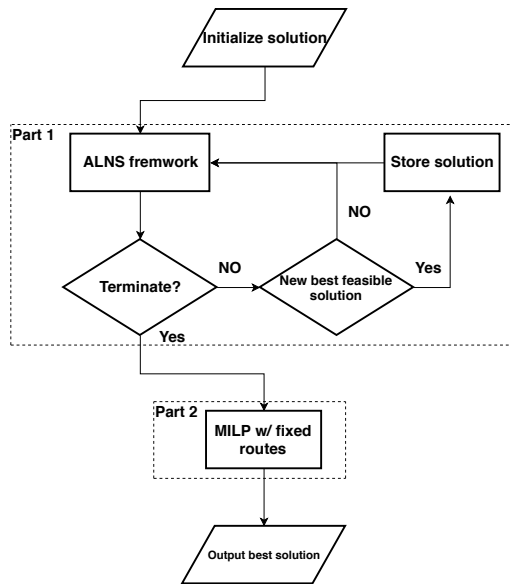 Initialize solution
Part 1
ALNS fremwork
Store solution
NO
Terminate?
NO
New best feasible
solution
Yes
Yes
Part 2
MILP w/ fixed
routes
Output best solution